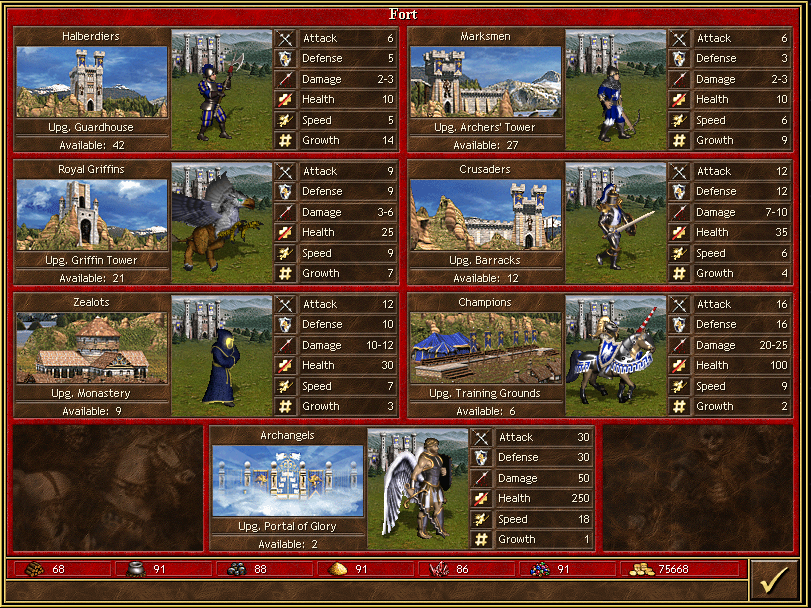 Fort
Halberdiers
Upg. Guardhouse
Available: 42
Attack 6
Defense 5
Damage 2-3
Health 10
Speed 5
Growth 14
Marksmen
Upg. Archers' Tower
Available: 27
Attack 6
Defense 3
Damage 2-3
Health 10
Speed 6
Growth 9
Royal Griffins
Upg. Griffin Tower
Available: 21
Attack 9
Defense 9
Damage 3-6
Health 25
Speed 9
Growth 7
Crusaders
Upg. Barracks
Available: 12
Attack 12
Defense 12
Damage 7-10
Health 35
Speed 6
Growth 4
Zealots
Upg. Monastery
Available: 9
Attack 12
Defense 10
Damage 10-12
Health 30
Speed 7
Growth 3
Champions
Upg. Training Grounds
Available: 6
Attack 16
Defense 16
Damage 20-25
Health 100
Speed 9
Growth 2
Archangels
Upg. Portal of Glory
Available: 2
Attack 30
Defense 30
Damage 50
Health 250
Speed 18
Growth 1
68 91 88 91 86 91 75668